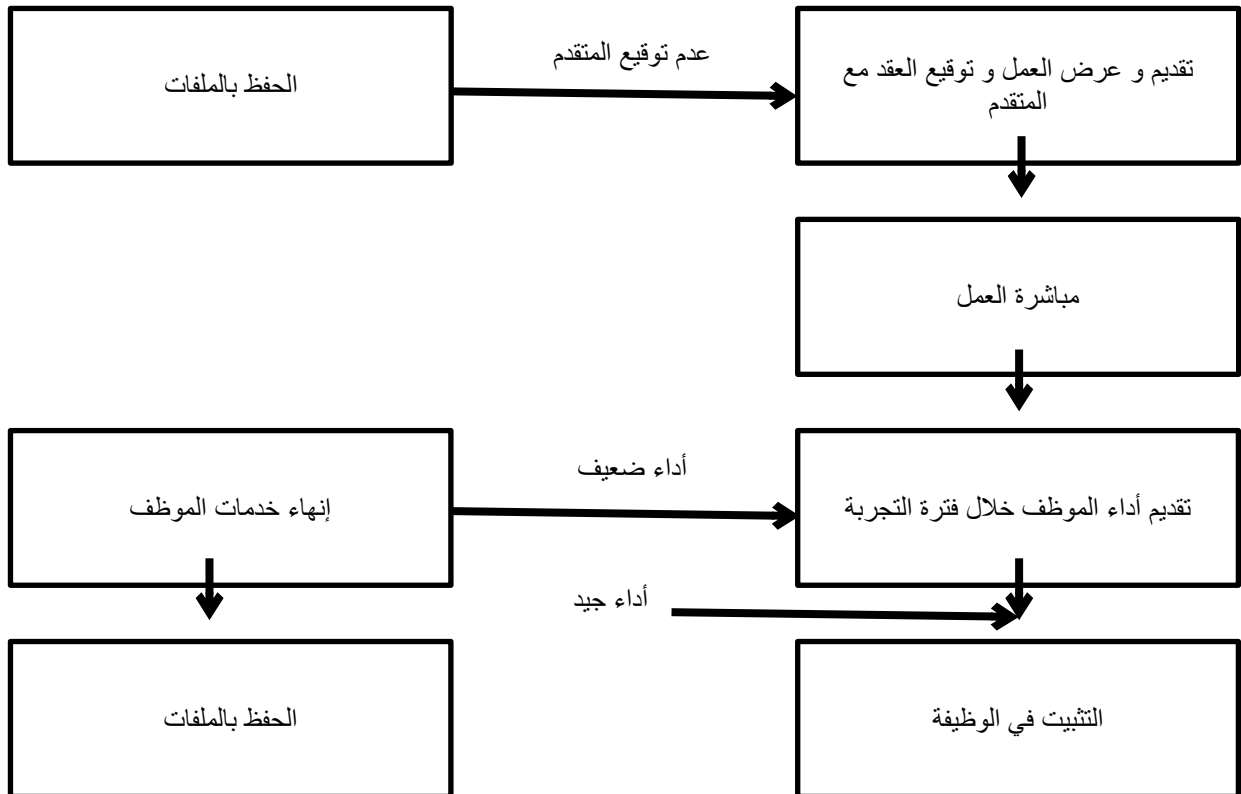 تقديم و عرض العمل و توقيع العقد مع
المتقدم
عدم توقيع المتقدم
الحفظ بالملفات
مباشرة العمل
تقديم أداء الموظف خلال فترة التجربة
أداء ضعيف
إنهاء خدمات الموظف
أداء جيد
التثبيت في الوظيفة
الحفظ بالملفات